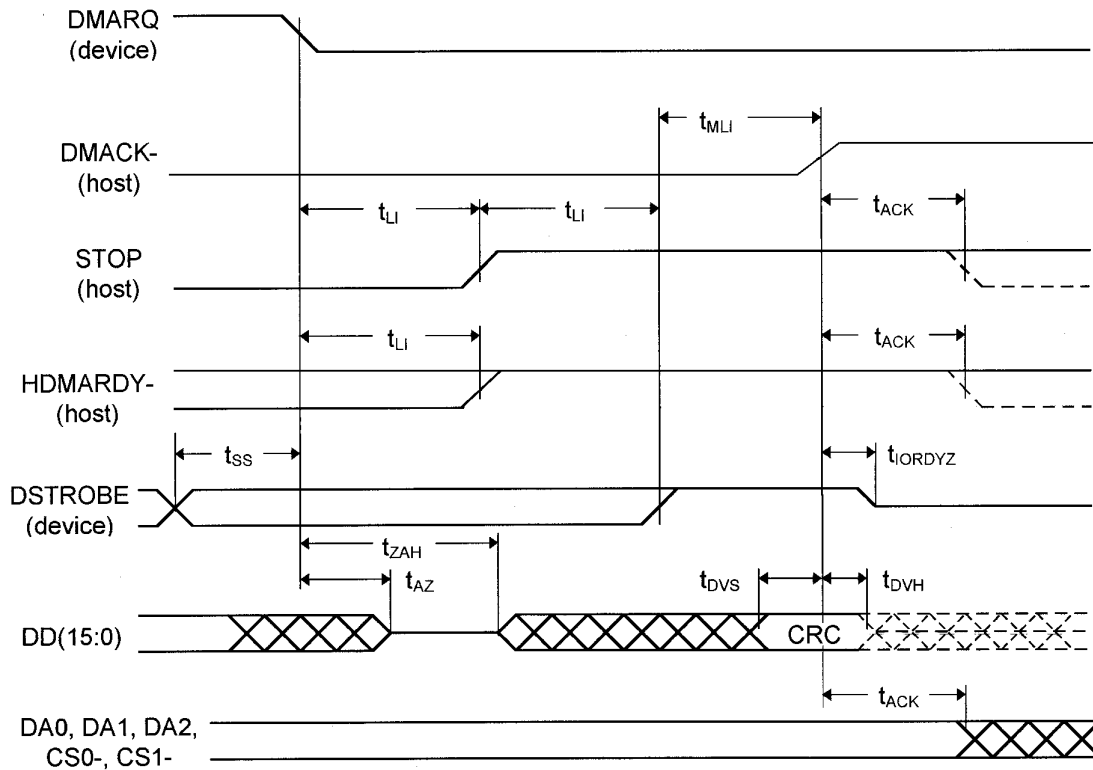 DMARQ
(device)
tMLI
DMACK-
(host)
tLI
tLI
tACK
STOP
(host)
tLI
tACK
HDMARDY-
(host)
tSS
tIORDYZ
DSTROBE
(device)
tZAH
tAZ
tDVS
tDVH
DD(15:0)
CRC
tACK
DA0, DA1, DA2,
CS0-, CS1-